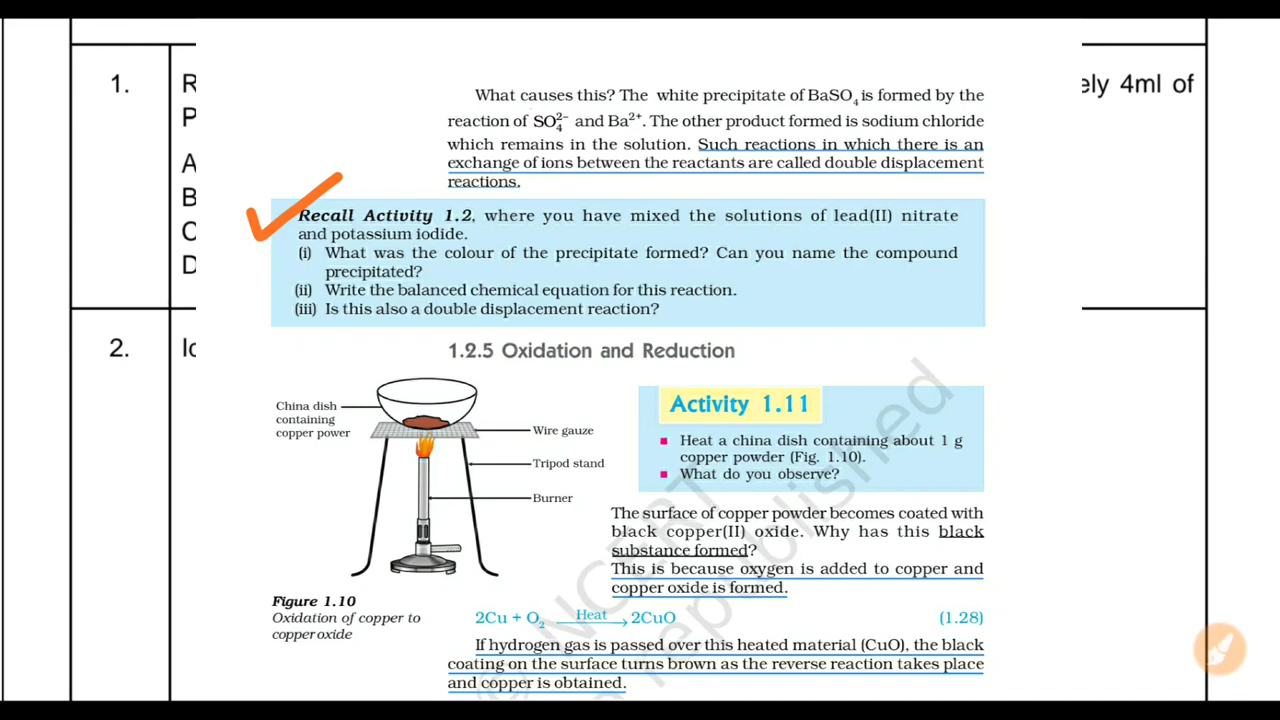 1.
R
P
A
B
C
D
ely 4ml of
2.
Ic
What causes this? The white precipitate of BaSO₄ is formed by the
reaction of SO₄²⁻ and Ba²⁺. The other product formed is sodium chloride
which remains in the solution. Such reactions in which there is an
exchange of ions between the reactants are called double displacement
reactions.
Recall Activity 1.2, where you have mixed the solutions of lead(II) nitrate
and potassium iodide.
(i) What was the colour of the precipitate formed? Can you name the compound
precipitated?
(ii) Write the balanced chemical equation for this reaction.
(iii) Is this also a double displacement reaction?
1.2.5 Oxidation and Reduction
China dish
containing
copper power
Wire gauze
Tripod stand
Burner
Figure 1.10
Oxidation of copper to
copper oxide
Activity 1.11
■ Heat a china dish containing about 1 g
copper powder (Fig. 1.10).
■ What do you observe?
The surface of copper powder becomes coated with
black copper(II) oxide. Why has this black
substance formed?
This is because oxygen is added to copper and
copper oxide is formed.
2Cu + O₂ Heat → 2CuO (1.28)
If hydrogen gas is passed over this heated material (CuO), the black
coating on the surface turns brown as the reverse reaction takes place
and copper is obtained.
© NCERT
republished